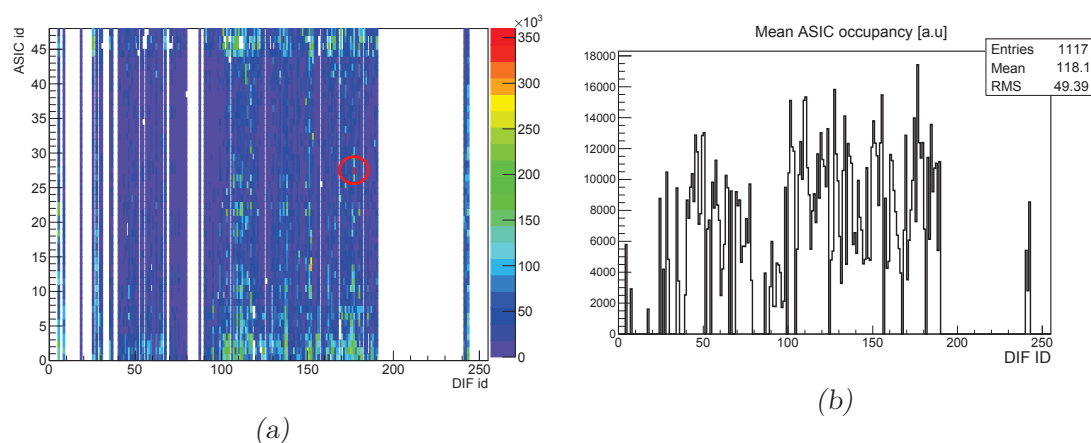 ×10³
ASIC id
45
40
35
30
25
20
15
10
5
0
0 50 100 150 200 250
DIF id
350
300
250
200
150
100
50
0
(a)
Mean ASIC occupancy [a.u]
Entries 1117
Mean 118.1
RMS 49.39
18000
16000
14000
12000
10000
8000
6000
4000
2000
0
0 50 100 150 200 250
DIF ID
(b)